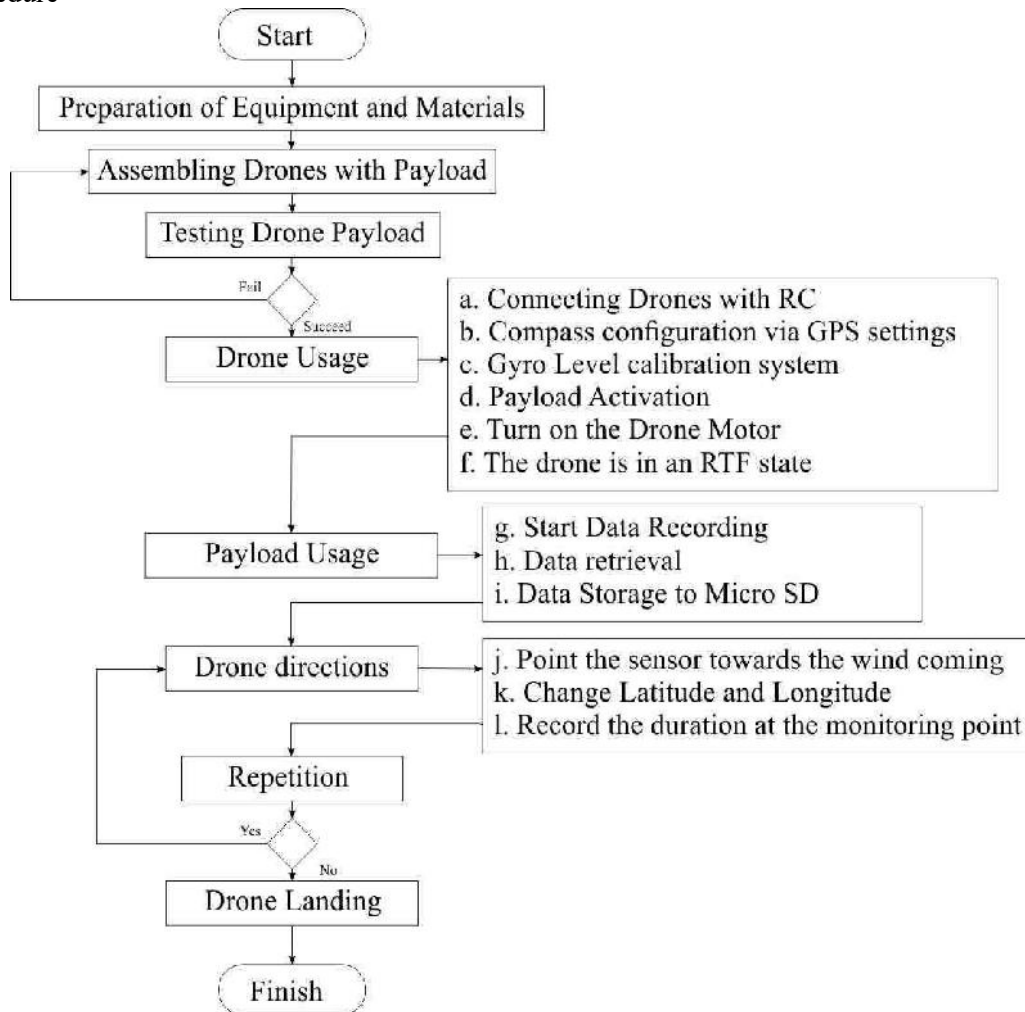 edure
Start
Preparation of Equipment and Materials
Assembling Drones with Payload
Testing Drone Payload
Fail
Succeed
Drone Usage
a. Connecting Drones with RC
b. Compass configuration via GPS settings
c. Gyro Level calibration system
d. Payload Activation
e. Turn on the Drone Motor
f. The drone is in an RTF state
Payload Usage
g. Start Data Recording
h. Data retrieval
i. Data Storage to Micro SD
Drone directions
j. Point the sensor towards the wind coming
k. Change Latitude and Longitude
l. Record the duration at the monitoring point
Repetition
Yes
No
Drone Landing
Finish